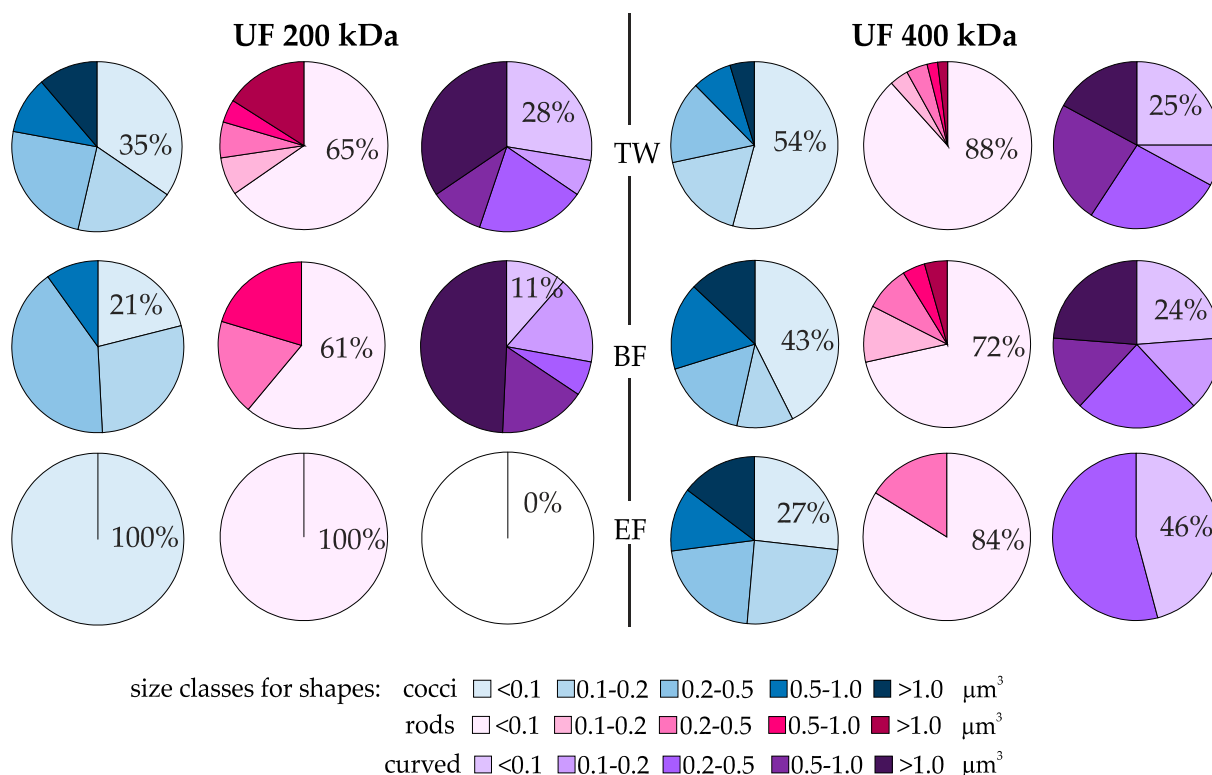 UF 200 kDa UF 400 kDa
35% 65% 28% TW 54% 88% 25%
21% 61% 11% BF 43% 72% 24%
100% 100% 0% EF 27% 84% 46%
size classes for shapes: cocci <0.1 0.1-0.2 0.2-0.5 0.5-1.0 >1.0 μm³
rods <0.1 0.1-0.2 0.2-0.5 0.5-1.0 >1.0 μm³
curved <0.1 0.1-0.2 0.2-0.5 0.5-1.0 >1.0 μm³